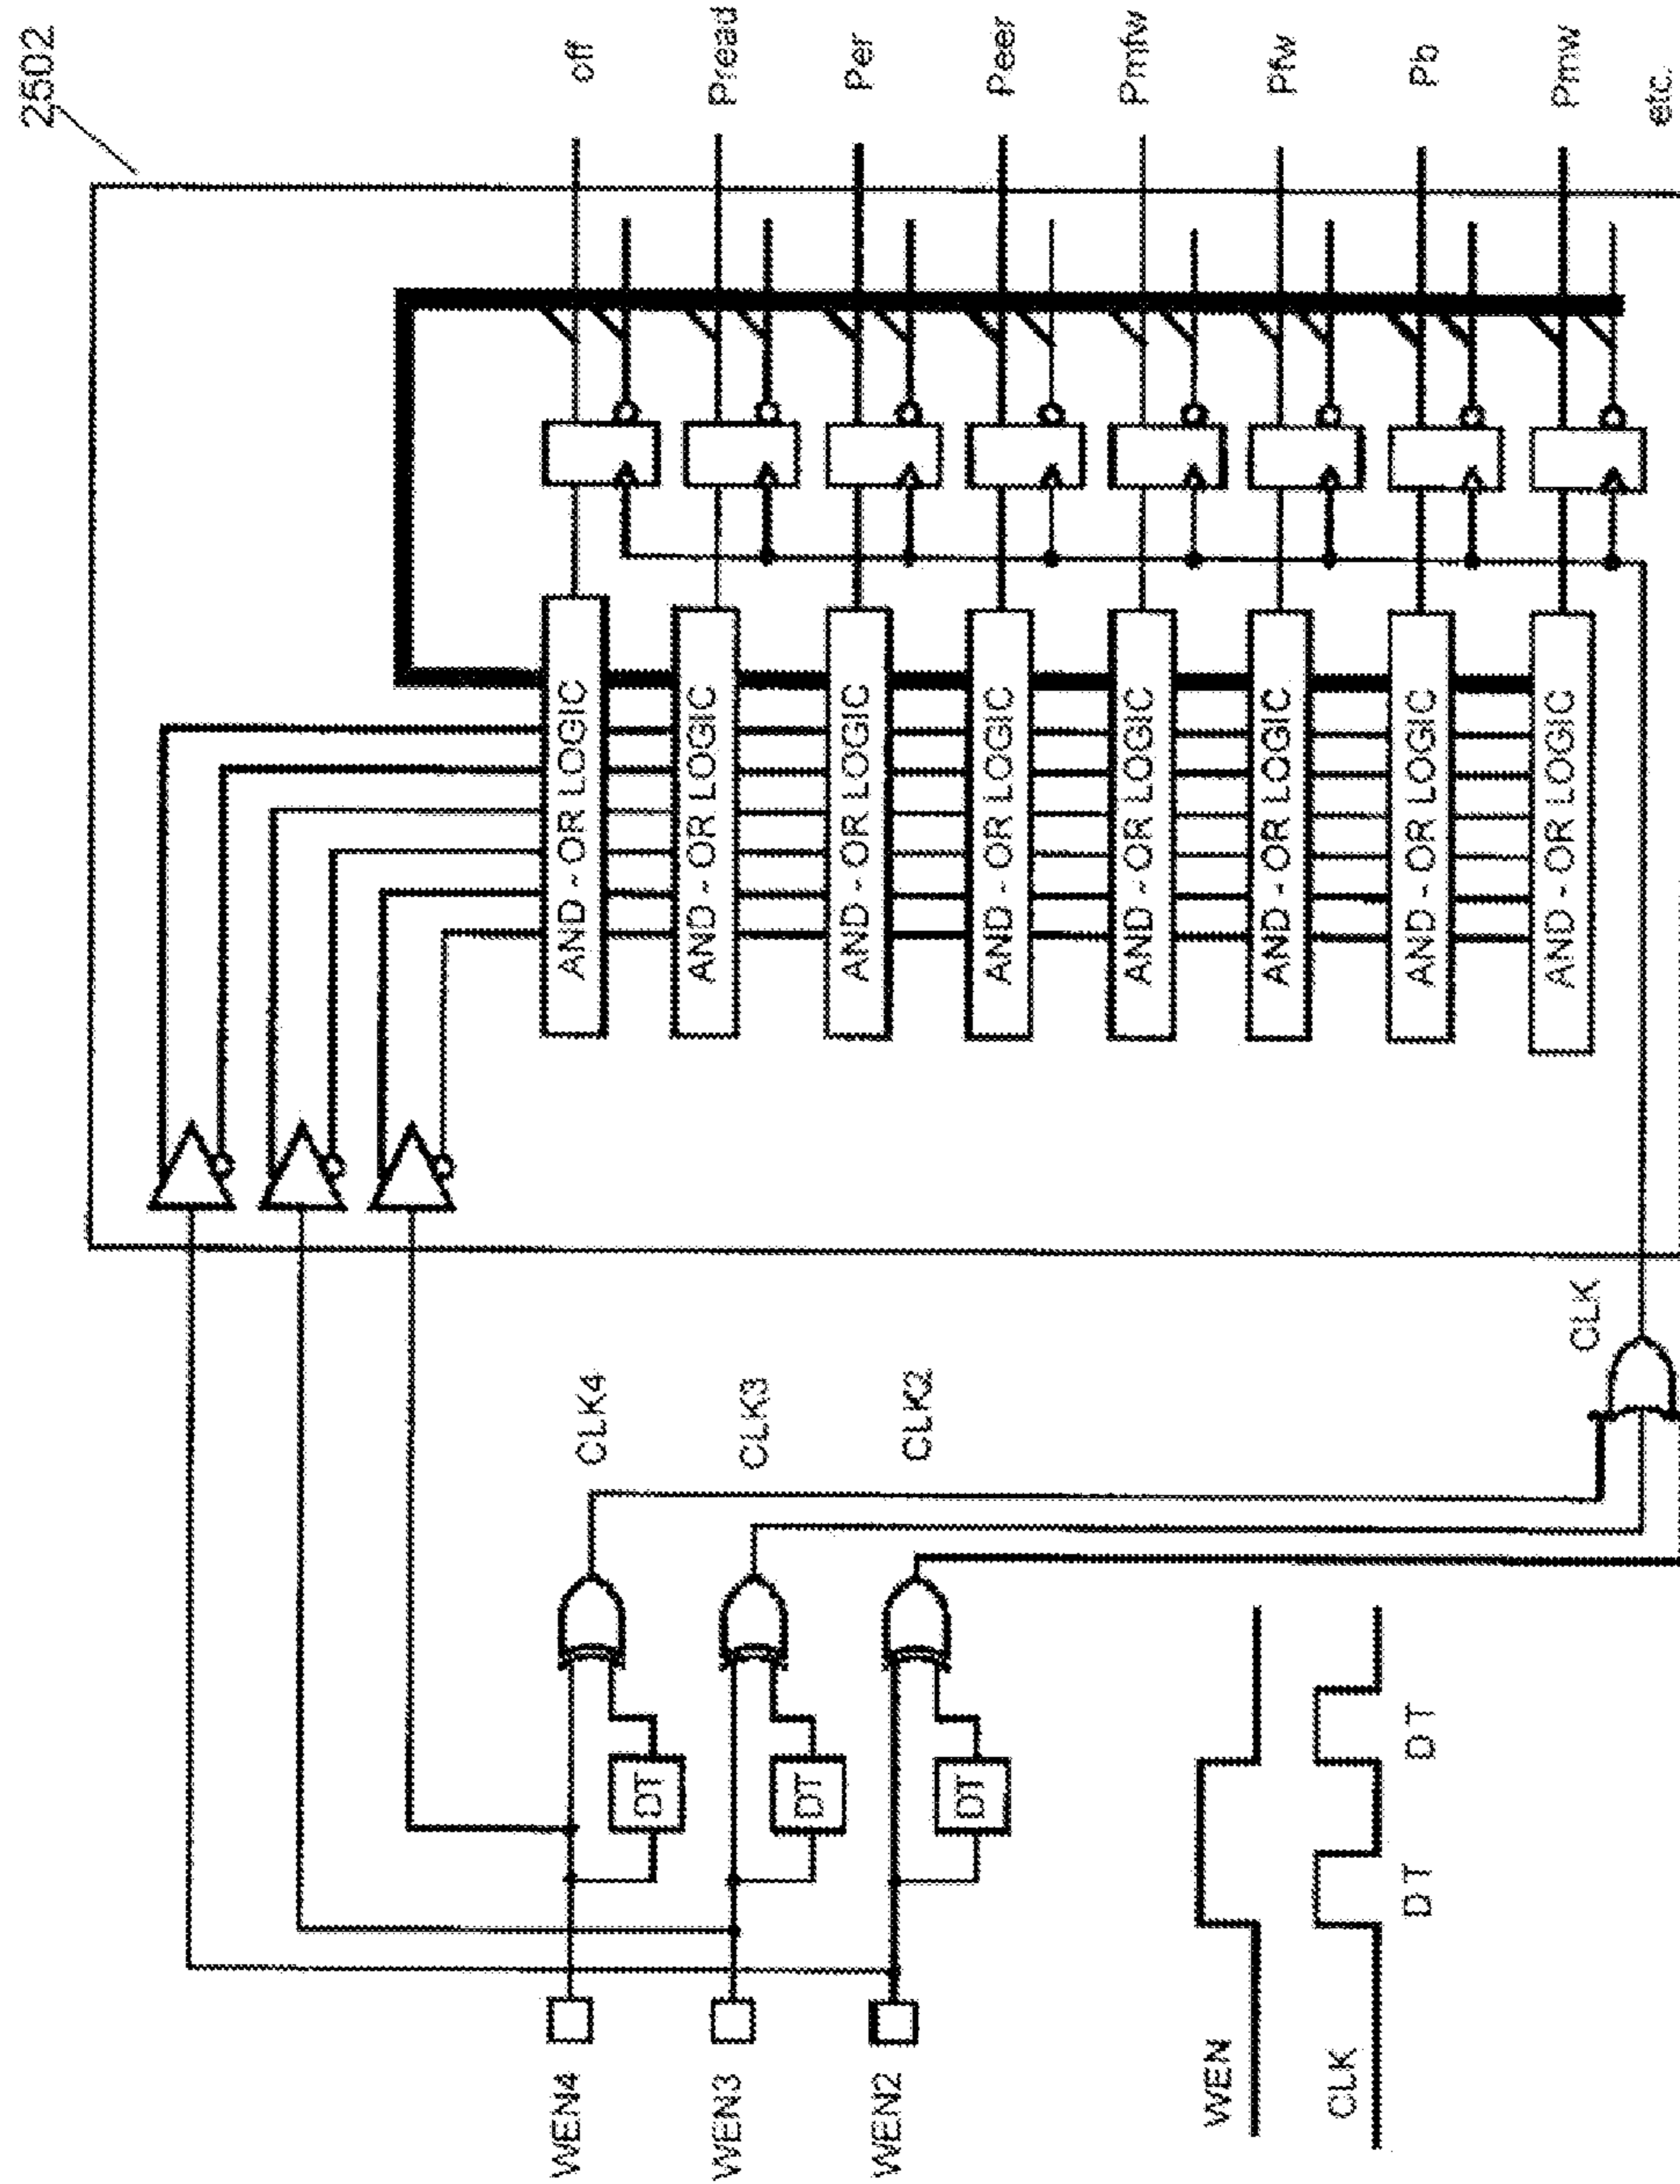 2502
off
Pread
Per
Peer
Pmfw
Pfw
Pb
Pmw
etc.
AND - OR LOGIC
AND - OR LOGIC
AND - OR LOGIC
AND - OR LOGIC
AND - OR LOGIC
AND - OR LOGIC
AND - OR LOGIC
AND - OR LOGIC
CLK
CLK4
CLK3
CLK2
DT
DT
DT
WEN4
WEN3
WEN2
WEN
CLK
DT
DT